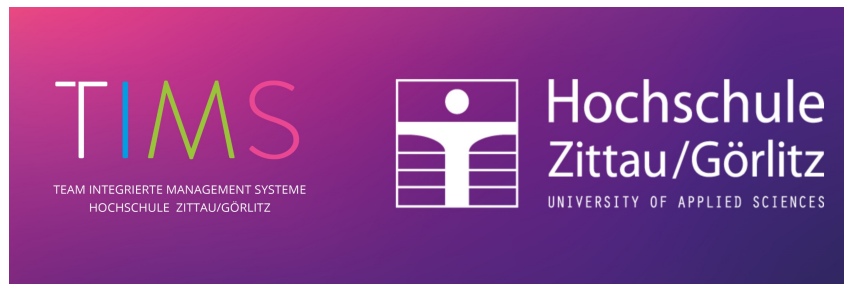 TIMS
TEAM INTEGRIERTE MANAGEMENT SYSTEME
HOCHSCHULE ZITTAU/GÖRLITZ
Hochschule
Zittau/Görlitz
UNIVERSITY OF APPLIED SCIENCES